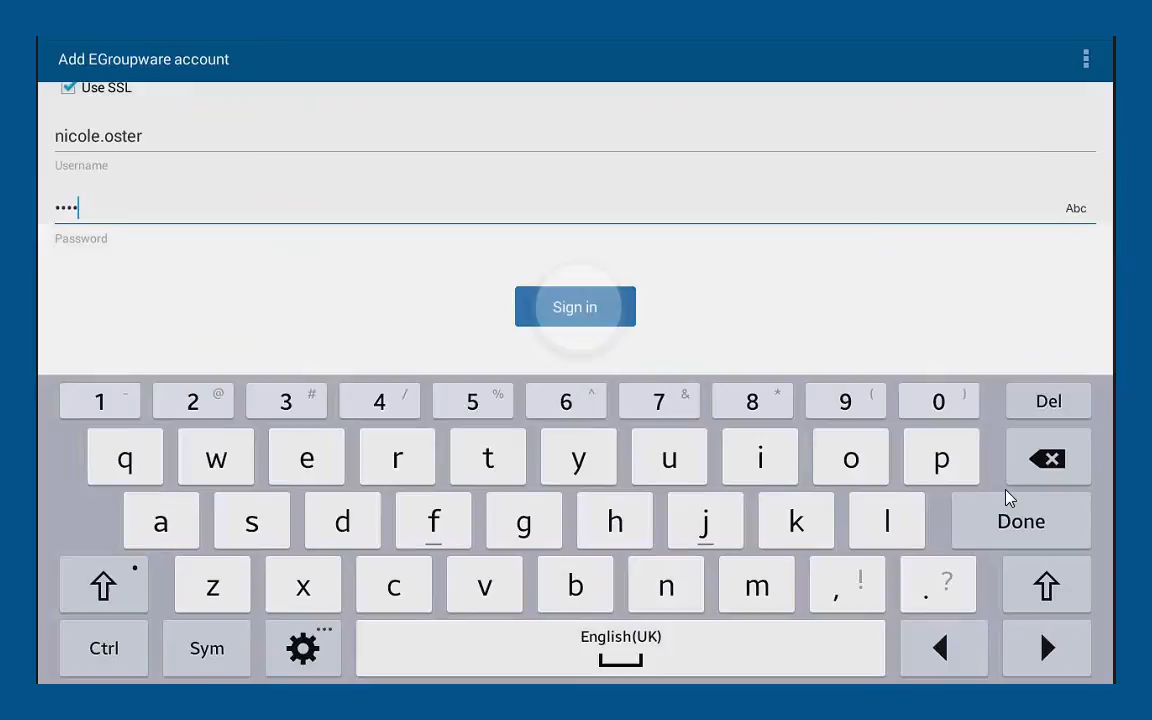 Add EGroupware account
Use SSL
nicole.oster
Username
••••
Abc
Password
Sign in
1 - 2 @ 3 # 4 / 5 % 6 ^ 7 & 8 * 9 ( 0 ) Del
q w e r t y u i o p
a s d f g h j k l Done
z x c v b n m , ! . ?
Ctrl Sym English(UK)